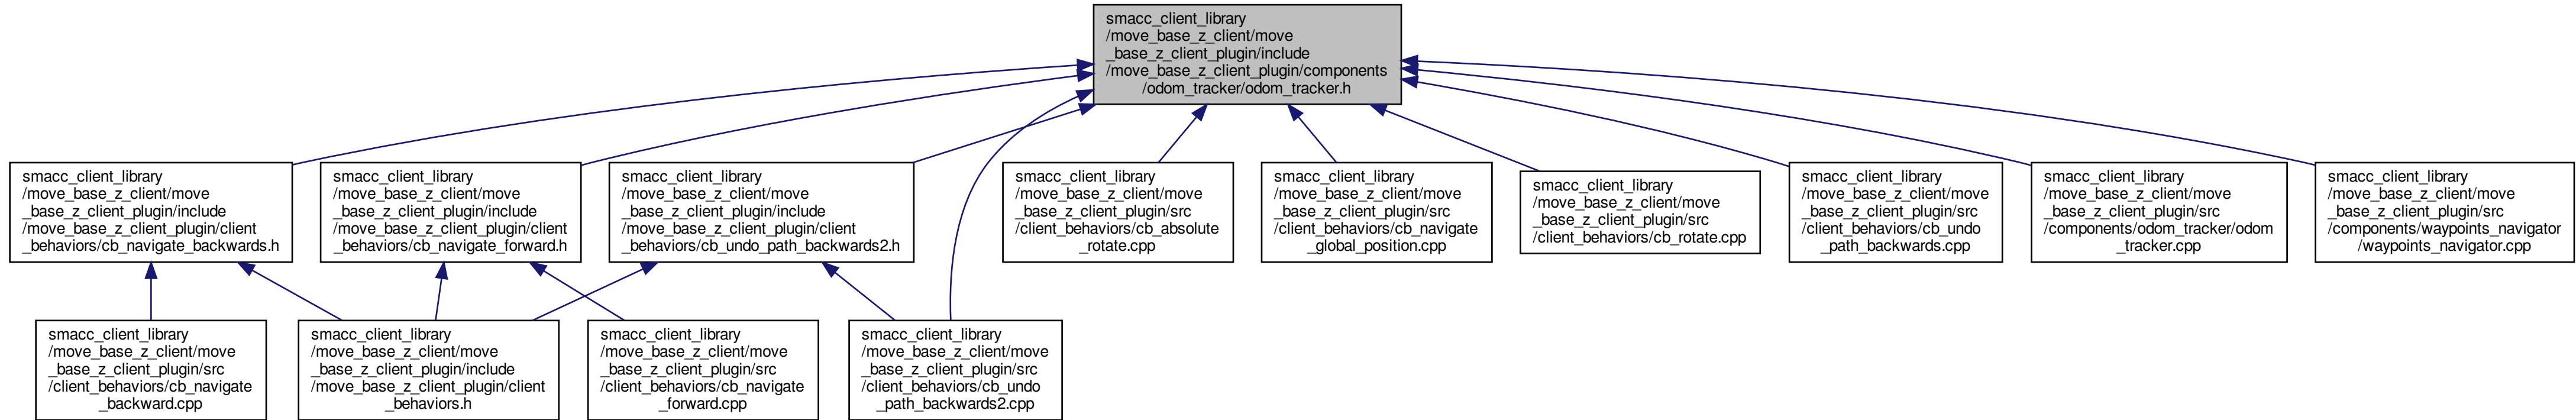 smacc_client_library
/move_base_z_client/move
_base_z_client_plugin/include
/move_base_z_client_plugin/components
/odom_tracker/odom_tracker.h
smacc_client_library
/move_base_z_client/move
_base_z_client_plugin/include
/move_base_z_client_plugin/client
_behaviors/cb_navigate_backwards.h
smacc_client_library
/move_base_z_client/move
_base_z_client_plugin/include
/move_base_z_client_plugin/client
_behaviors/cb_navigate_forward.h
smacc_client_library
/move_base_z_client/move
_base_z_client_plugin/include
/move_base_z_client_plugin/client
_behaviors/cb_undo_path_backwards2.h
smacc_client_library
/move_base_z_client/move
_base_z_client_plugin/src
/client_behaviors/cb_absolute
_rotate.cpp
smacc_client_library
/move_base_z_client/move
_base_z_client_plugin/src
/client_behaviors/cb_navigate
_global_position.cpp
smacc_client_library
/move_base_z_client/move
_base_z_client_plugin/src
/client_behaviors/cb_rotate.cpp
smacc_client_library
/move_base_z_client/move
_base_z_client_plugin/src
/client_behaviors/cb_undo
_path_backwards.cpp
smacc_client_library
/move_base_z_client/move
_base_z_client_plugin/src
/components/odom_tracker/odom
_tracker.cpp
smacc_client_library
/move_base_z_client/move
_base_z_client_plugin/src
/components/waypoints_navigator
/waypoints_navigator.cpp
smacc_client_library
/move_base_z_client/move
_base_z_client_plugin/src
/client_behaviors/cb_navigate
_backward.cpp
smacc_client_library
/move_base_z_client/move
_base_z_client_plugin/include
/move_base_z_client_plugin/client
_behaviors.h
smacc_client_library
/move_base_z_client/move
_base_z_client_plugin/src
/client_behaviors/cb_navigate
_forward.cpp
smacc_client_library
/move_base_z_client/move
_base_z_client_plugin/src
/client_behaviors/cb_undo
_path_backwards2.cpp